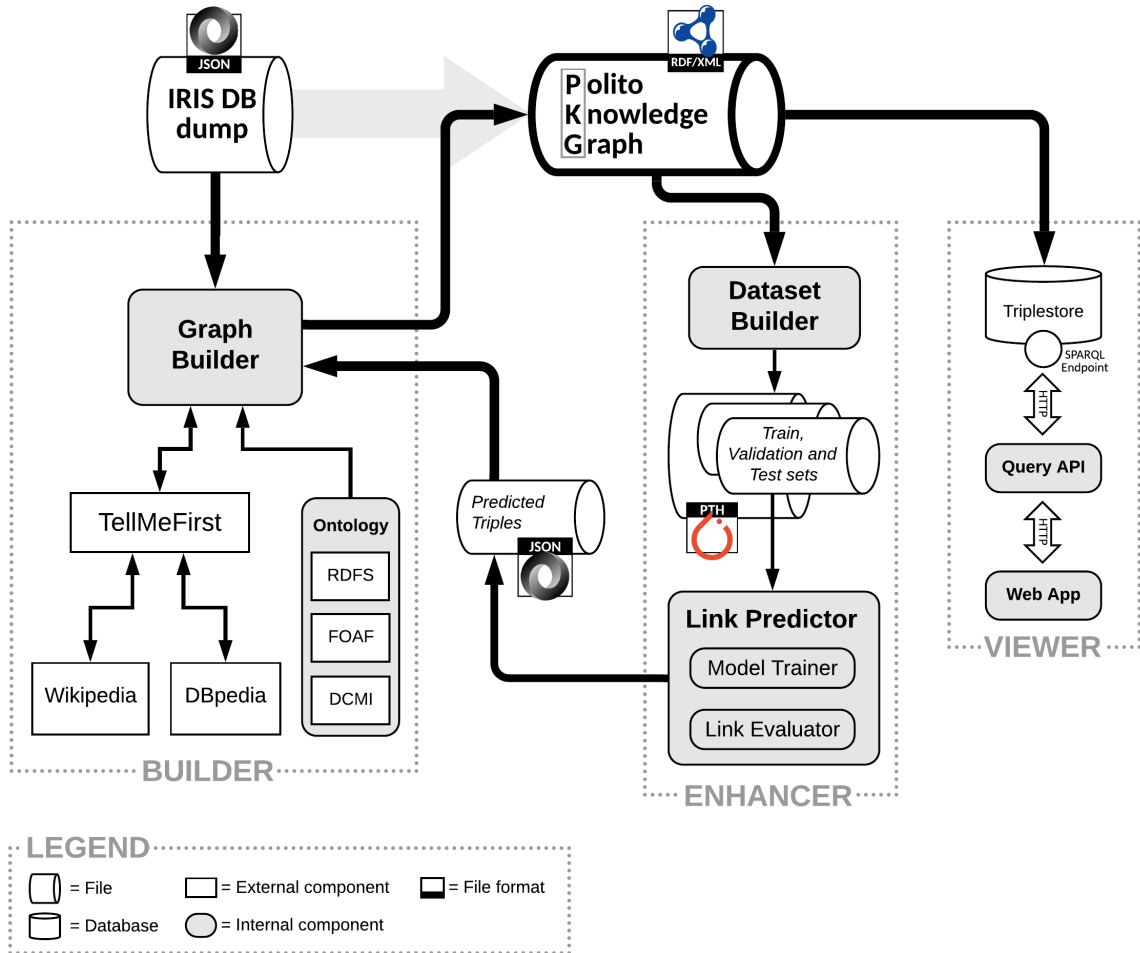 JSON
IRIS DB
dump
RDF/XML
Polito
Knowledge
Graph
Graph
Builder
TellMeFirst
Wikipedia
DBpedia
Ontology
RDFS
FOAF
DCMI
BUILDER
Predicted
Triples
JSON
Dataset
Builder
Train,
Validation and
Test sets
PTH
Link Predictor
Model Trainer
Link Evaluator
ENHANCER
Triplestore
SPARQL
Endpoint
HTTP
Query API
HTTP
Web App
VIEWER
LEGEND
= File
= External component
= File format
= Database
= Internal component